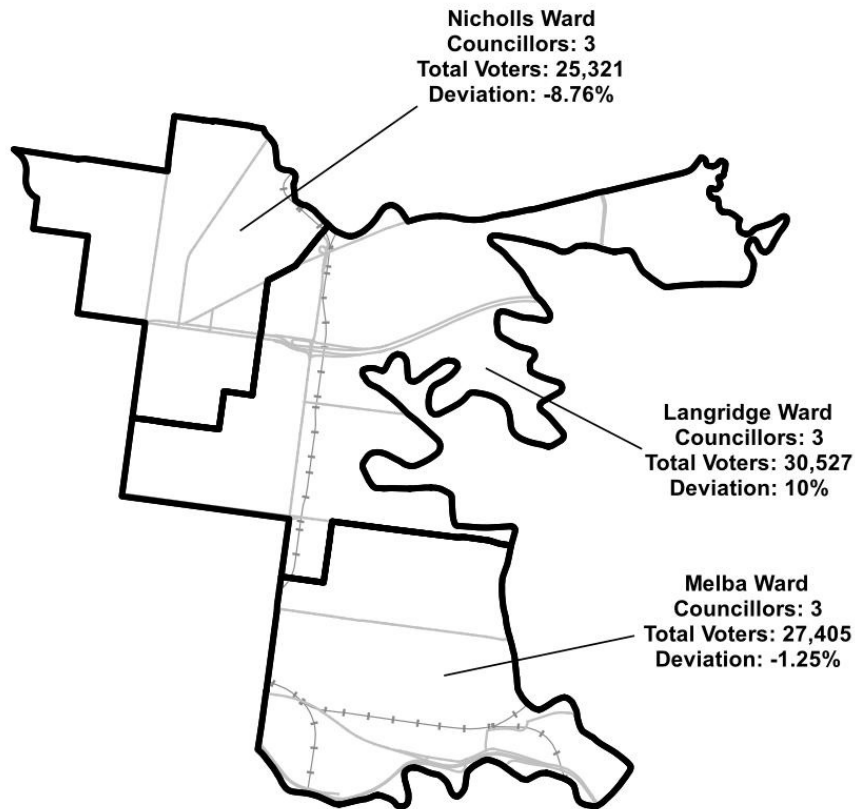 Nicholls Ward
Councillors: 3
Total Voters: 25,321
Deviation: -8.76%
Langridge Ward
Councillors: 3
Total Voters: 30,527
Deviation: 10%
Melba Ward
Councillors: 3
Total Voters: 27,405
Deviation: -1.25%